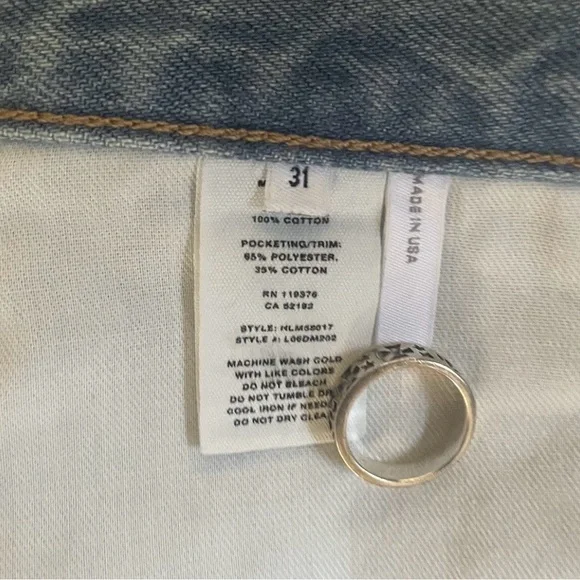 31
100% COTTON
POCKETING/TRIM:
65% POLYESTER,
35% COTTON
RN 119376
CA 52192
STYLE: HLM58017
STYLE #: L06DM202
MACHINE WASH COLD
WITH LIKE COLORS
DO NOT BLEACH
DO NOT TUMBLE
COOL IRON IF
DO NOT DRY
MADE IN USA